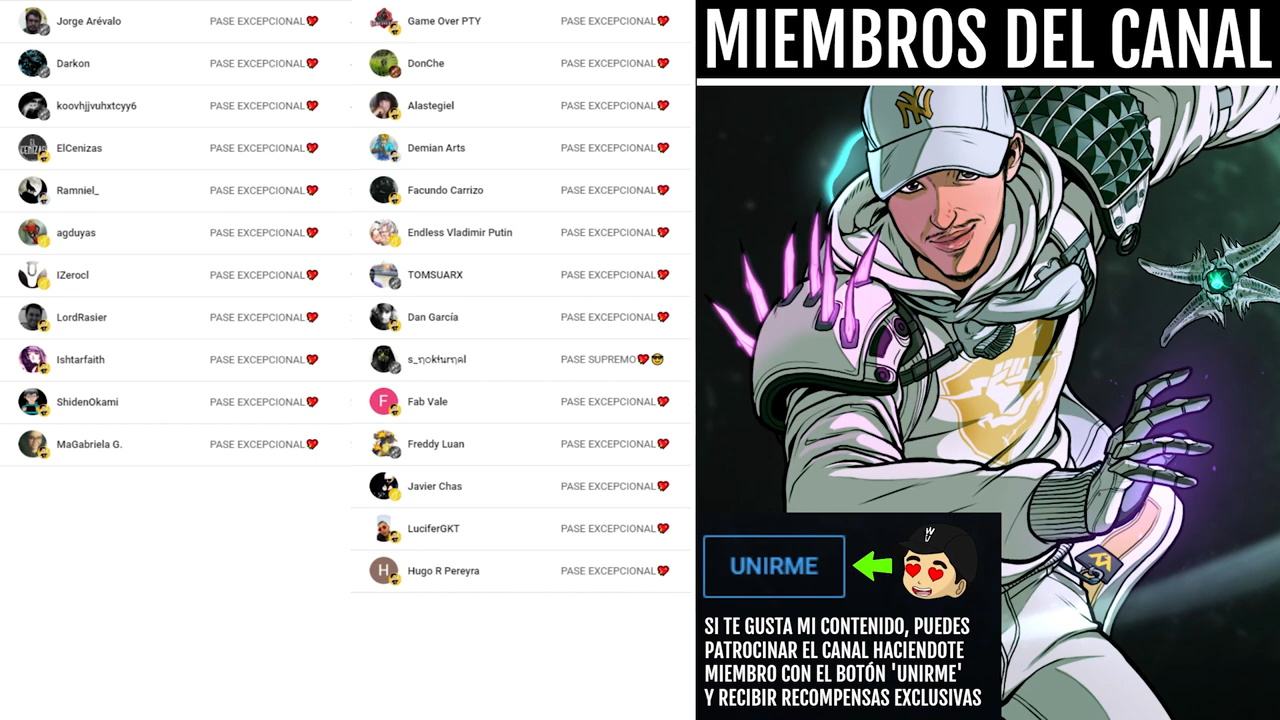 Jorge Arévalo PASE EXCEPCIONAL
Darkon PASE EXCEPCIONAL
koovhjjvuhxtcyy6 PASE EXCEPCIONAL
ElCenizas PASE EXCEPCIONAL
Ramniel_ PASE EXCEPCIONAL
agduyas PASE EXCEPCIONAL
IZerocl PASE EXCEPCIONAL
LordRasier PASE EXCEPCIONAL
Ishtarfaith PASE EXCEPCIONAL
ShidenOkami PASE EXCEPCIONAL
MaGabriela G. PASE EXCEPCIONAL
Game Over PTY PASE EXCEPCIONAL
DonChe PASE EXCEPCIONAL
Alastegiel PASE EXCEPCIONAL
Demian Arts PASE EXCEPCIONAL
Facundo Carrizo PASE EXCEPCIONAL
Endless Vladimir Putin PASE EXCEPCIONAL
TOMSUARX PASE EXCEPCIONAL
Dan García PASE EXCEPCIONAL
PASE SUPREMO
F Fab Vale PASE EXCEPCIONAL
Freddy Luan PASE EXCEPCIONAL
Javier Chas PASE EXCEPCIONAL
LuciferGKT PASE EXCEPCIONAL
H Hugo R Pereyra PASE EXCEPCIONAL
MIEMBROS DEL CANAL
NY
UNIRME
SI TE GUSTA MI CONTENIDO, PUEDES
PATROCINAR EL CANAL HACIENDOTE
MIEMBRO CON EL BOTÓN 'UNIRME'
Y RECIBIR RECOMPENSAS EXCLUSIVAS